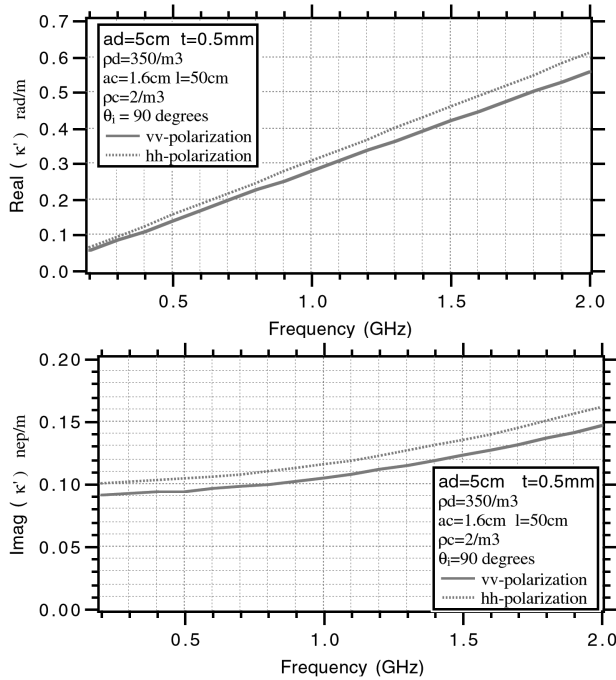 0.7
0.6
0.5
0.4
0.3
0.2
0.1
0.0
Real ( κ' ) rad/m
ad=5cm t=0.5mm
ρd=350/m3
ac=1.6cm l=50cm
ρc=2/m3
θi = 90 degrees
vv-polarization
hh-polarization
0.5 1.0 1.5 2.0
Frequency (GHz)
0.20
0.15
0.10
0.05
0.00
Imag ( κ' ) nep/m
ad=5cm t=0.5mm
ρd=350/m3
ac=1.6cm l=50cm
ρc=2/m3
θi=90 degrees
vv-polarization
hh-polarization
0.5 1.0 1.5 2.0
Frequency (GHz)